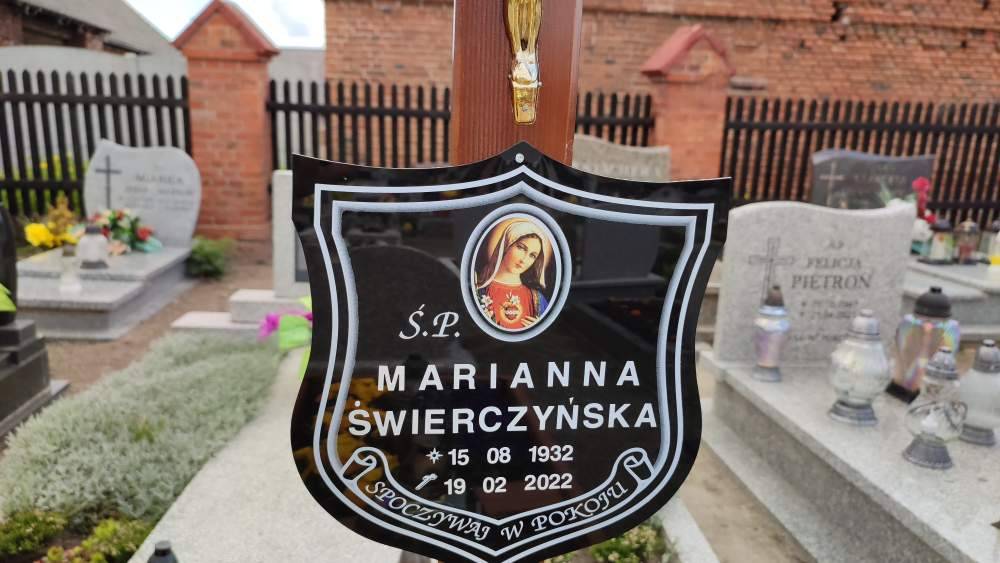 Ś.P.
MARIANNA
ŚWIERCZYŃSKA
15 08 1932
19 02 2022
SPOCZYWAJ W POKOJU
FELICJA
PIETROŃ